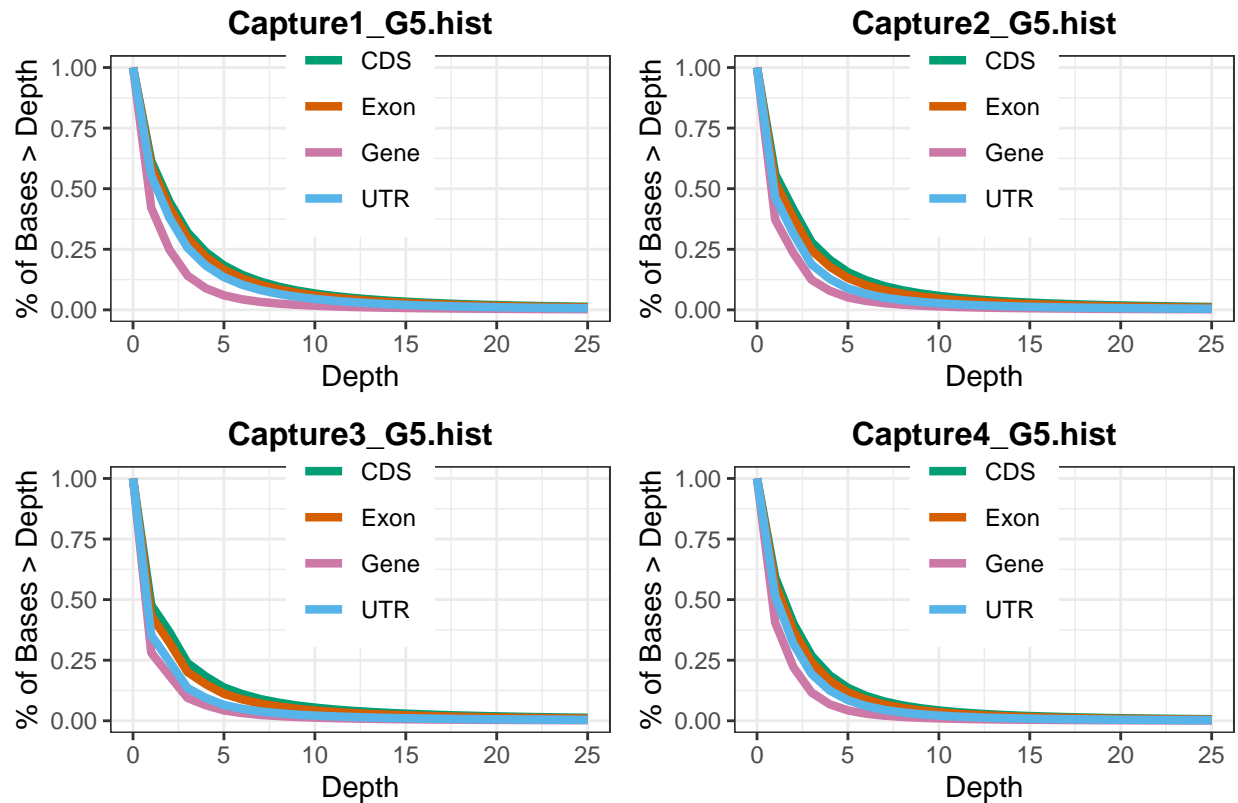 Capture1_G5.hist
CDS
Exon
Gene
UTR
% of Bases > Depth
1.00
0.75
0.50
0.25
0.00
0 5 10 15 20 25
Depth
Capture2_G5.hist
CDS
Exon
Gene
UTR
% of Bases > Depth
1.00
0.75
0.50
0.25
0.00
0 5 10 15 20 25
Depth
Capture3_G5.hist
CDS
Exon
Gene
UTR
% of Bases > Depth
1.00
0.75
0.50
0.25
0.00
0 5 10 15 20 25
Depth
Capture4_G5.hist
CDS
Exon
Gene
UTR
% of Bases > Depth
1.00
0.75
0.50
0.25
0.00
0 5 10 15 20 25
Depth